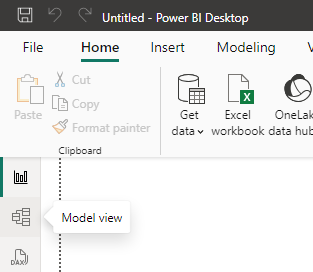 Untitled - Power BI Desktop
File Home Insert Modeling
Paste
Cut
Copy
Format painter
Clipboard
Get data
Excel workbook
OneLak
data hub
Model view
DAX